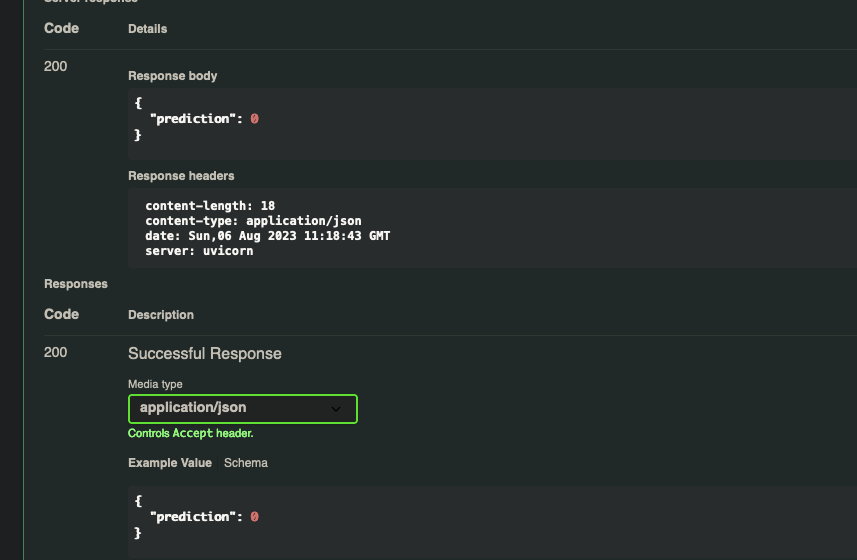 Server response
Code Details
200
Response body
{
"prediction": 0
}
Response headers
content-length: 18
content-type: application/json
date: Sun,06 Aug 2023 11:18:43 GMT
server: uvicorn
Responses
Code Description
200 Successful Response
Media type
application/json
Controls Accept header.
Example Value Schema
{
"prediction": 0
}